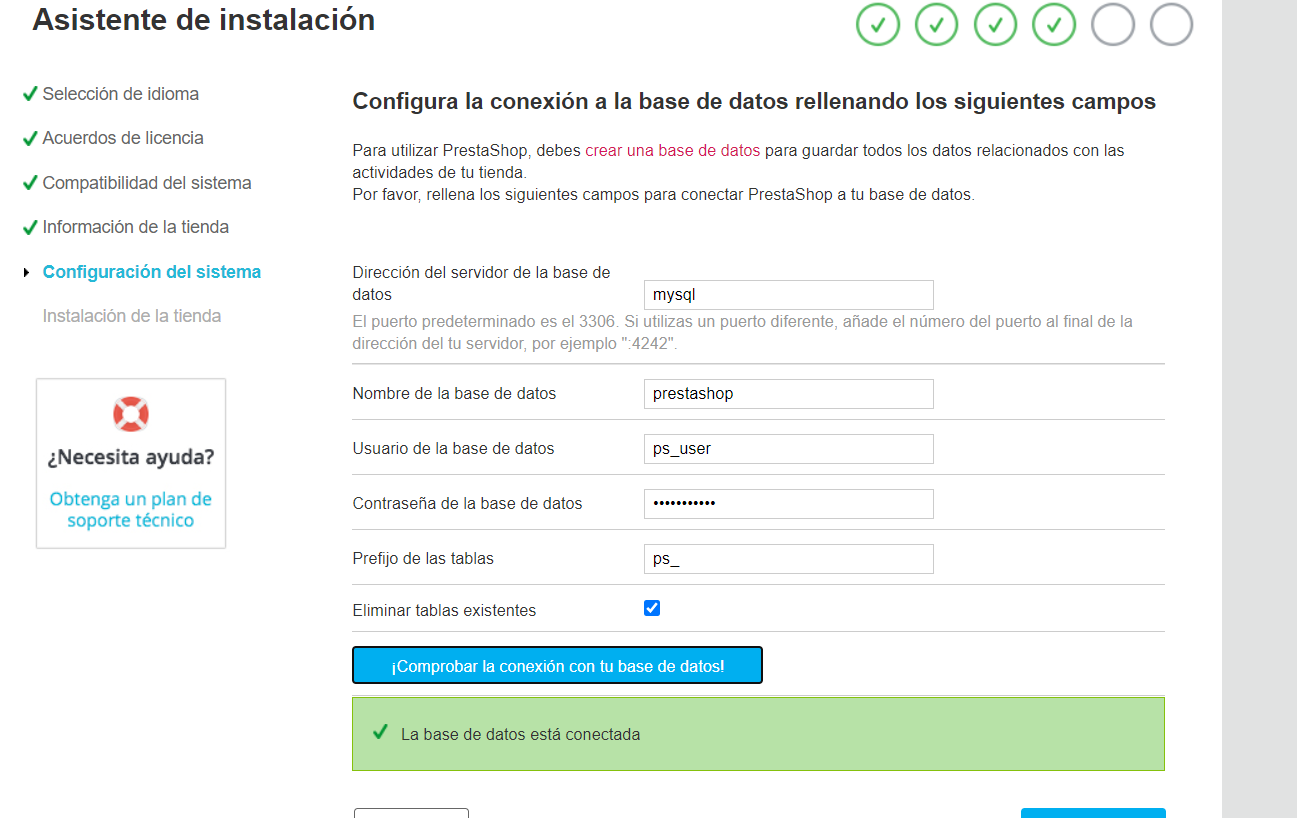 Asistente de instalación
Selección de idioma
Acuerdos de licencia
Compatibilidad del sistema
Información de la tienda
Configuración del sistema
Instalación de la tienda
¿Necesita ayuda?
Obtenga un plan de
soporte técnico
Configura la conexión a la base de datos rellenando los siguientes campos
Para utilizar PrestaShop, debes crear una base de datos para guardar todos los datos relacionados con las
actividades de tu tienda.
Por favor, rellena los siguientes campos para conectar PrestaShop a tu base de datos.
Dirección del servidor de la base de
datos
mysql
El puerto predeterminado es el 3306. Si utilizas un puerto diferente, añade el número del puerto al final de la
dirección del tu servidor, por ejemplo ":4242".
Nombre de la base de datos prestashop
Usuario de la base de datos ps_user
Contraseña de la base de datos •••••••••••
Prefijo de las tablas ps_
Eliminar tablas existentes
¡Comprobar la conexión con tu base de datos!
La base de datos está conectada